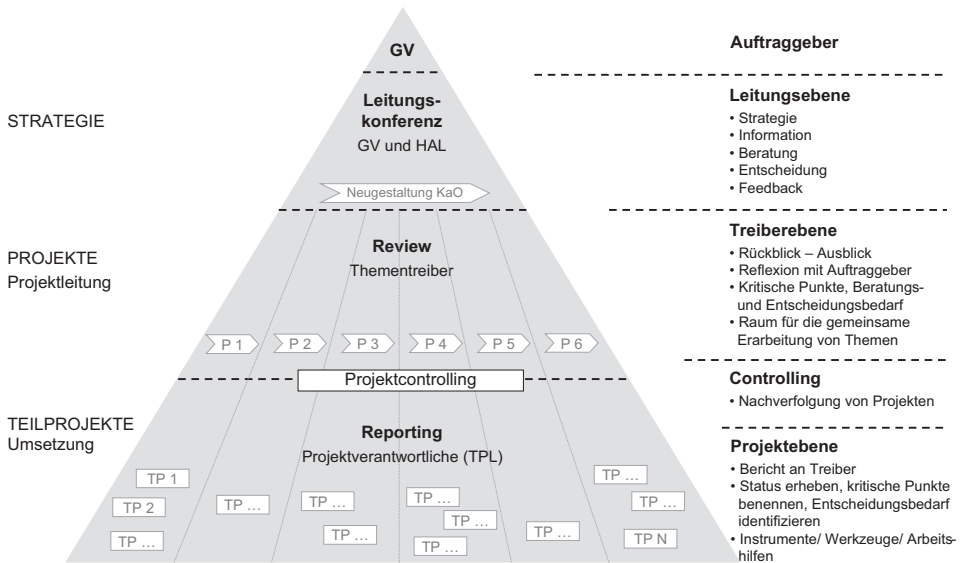 GV
Auftraggeber
STRATEGIE
Leitungs-
konferenz
GV und HAL
Neugestaltung KaO
Leitungsebene
• Strategie
• Information
• Beratung
• Entscheidung
• Feedback
PROJEKTE
Projektleitung
Review
Thementreiber
P 1
P 2
P 3
P 4
P 5
P 6
Treiberebene
• Rückblick – Ausblick
• Reflexion mit Auftraggeber
• Kritische Punkte, Beratungs-
und Entscheidungsbedarf
• Raum für die gemeinsame
Erarbeitung von Themen
Projektcontrolling
Controlling
• Nachverfolgung von Projekten
TEILPROJEKTE
Umsetzung
Reporting
Projektverantwortliche (TPL)
TP 1
TP 2
TP ...
TP ...
TP ...
TP ...
TP ...
TP ...
TP ...
TP ...
TP ...
TP ...
TP N
Projektebene
• Bericht an Treiber
• Status erheben, kritische Punkte
benennen, Entscheidungsbedarf
identifizieren
• Instrumente/ Werkzeuge/ Arbeits-
hilfen